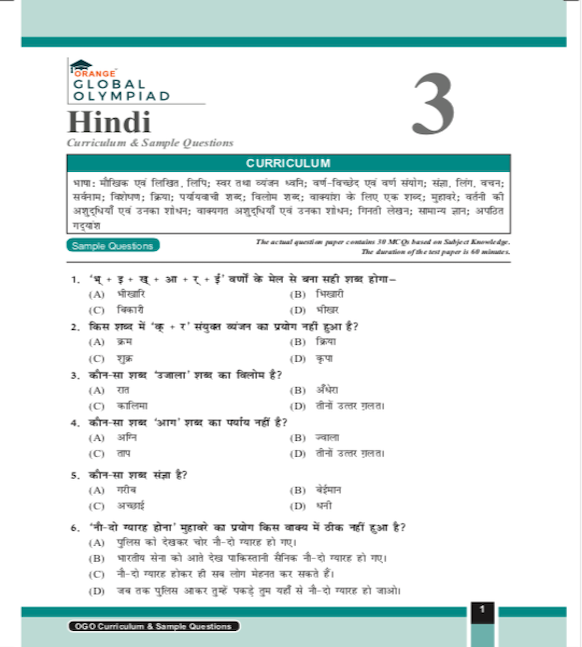 ORANGE
GLOBAL
OLYMPIAD
3
Hindi
Curriculum & Sample Questions
CURRICULUM
भाषा: मौखिक एवं लिखित, लिपि; स्वर तथा व्यंजन ध्वनि; वर्ण-विच्छेद एवं वर्ण संयोग; संज्ञा, लिंग, वचन;
सर्वनाम; विशेषण; क्रिया; पर्यायवाची शब्द; विलोम शब्द; वाक्यांश के लिए एक शब्द; मुहावरे; वर्तनी की
अशुद्धियाँ एवं उनका शोधन; वाक्यगत अशुद्धियाँ एवं उनका शोधन; गिनती लेखन; सामान्य ज्ञान; अपठित
गद्यांश
Sample Questions
The actual question paper contains 30 MCQs based on Subject Knowledge.
The duration of the test paper is 60 minutes.
1. ‘भ् + इ + ख् + आ + र् + ई’ वर्णों के मेल से बना सही शब्द होगा–
(A) भीखारि (B) भिखारी
(C) बिकारी (D) भीखार
2. किस शब्द में ‘क् + र’ संयुक्त व्यंजन का प्रयोग नहीं हुआ है?
(A) क्रम (B) क्रिया
(C) शुक्र (D) कृपा
3. कौन-सा शब्द ‘उजाला’ शब्द का विलोम है?
(A) रात (B) अँधेरा
(C) कालिमा (D) तीनों उत्तर ग़लत।
4. कौन-सा शब्द ‘आग’ शब्द का पर्याय नहीं है?
(A) अग्नि (B) ज्वाला
(C) ताप (D) तीनों उत्तर ग़लत।
5. कौन-सा शब्द संज्ञा है?
(A) गरीब (B) बेईमान
(C) अच्छाई (D) धनी
6. ‘नौ-दो ग्यारह होना’ मुहावरे का प्रयोग किस वाक्य में ठीक नहीं हुआ है?
(A) पुलिस को देखकर चोर नौ-दो ग्यारह हो गए।
(B) भारतीय सेना को आते देख पाकिस्तानी सैनिक नौ-दो ग्यारह हो गए।
(C) नौ-दो ग्यारह होकर ही सब लोग मेहनत कर सकते हैं।
(D) जब तक पुलिस आकर तुम्हें पकड़े तुम यहाँ से नौ-दो ग्यारह हो जाओ।
1
OGO Curriculum & Sample Questions